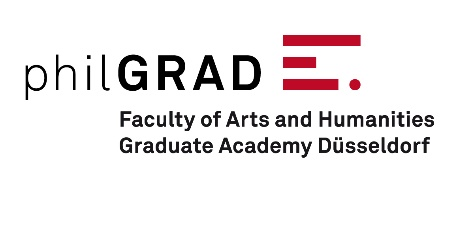 philGRAD
Faculty of Arts and Humanities
Graduate Academy Düsseldorf